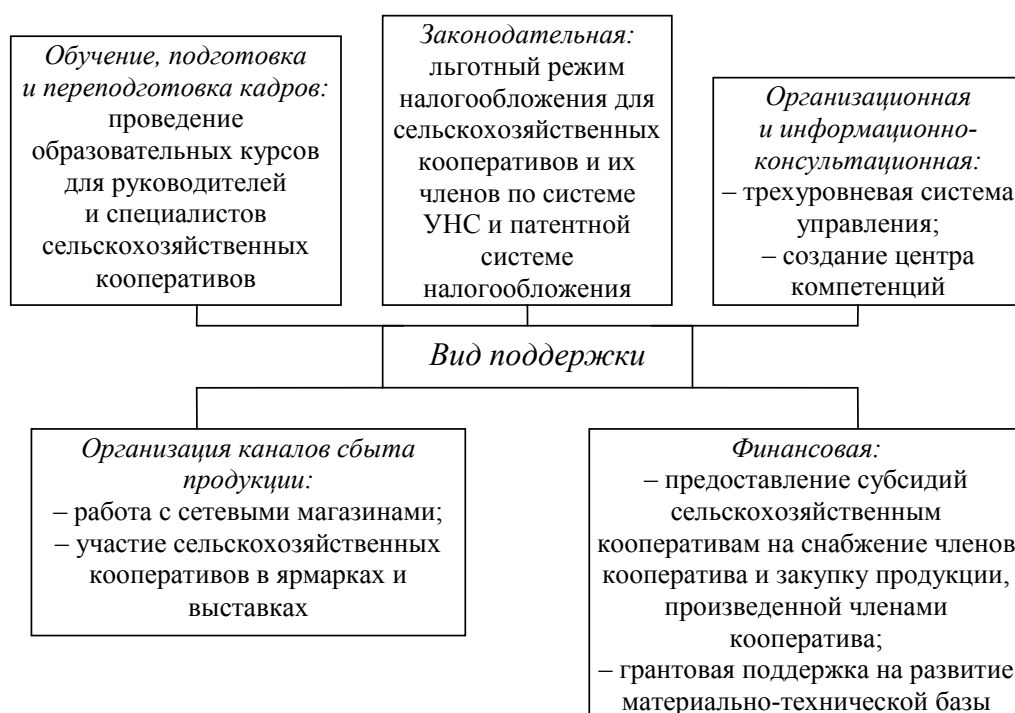 Обучение, подготовка
и переподготовка кадров:
проведение
образовательных курсов
для руководителей
и специалистов
сельскохозяйственных
кооперативов
Законодательная:
льготный режим
налогообложения для
сельскохозяйственных
кооперативов и их
членов по системе
УНС и патентной
системе
налогообложения
Организационная
и информационно-
консультационная:
– трехуровневая система
управления;
– создание центра
компетенций
Вид поддержки
Организация каналов сбыта
продукции:
– работа с сетевыми магазинами;
– участие сельскохозяйственных
кооперативов в ярмарках и
выставках
Финансовая:
– предоставление субсидий
сельскохозяйственным
кооперативам на снабжение членов
кооператива и закупку продукции,
произведенной членами
кооператива;
– грантовая поддержка на развитие
материально-технической базы